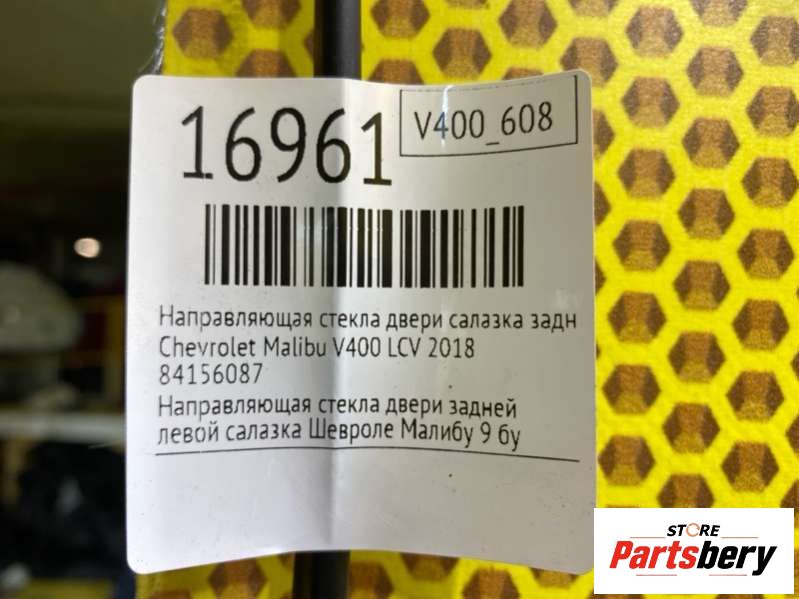 16961
V400_608
Направляющая стекла двери салазка задн
Chevrolet Malibu V400 LCV 2018
84156087
Направляющая стекла двери задней
левой салазка Шевроле Малибу 9 бу
STORE
Partsbery